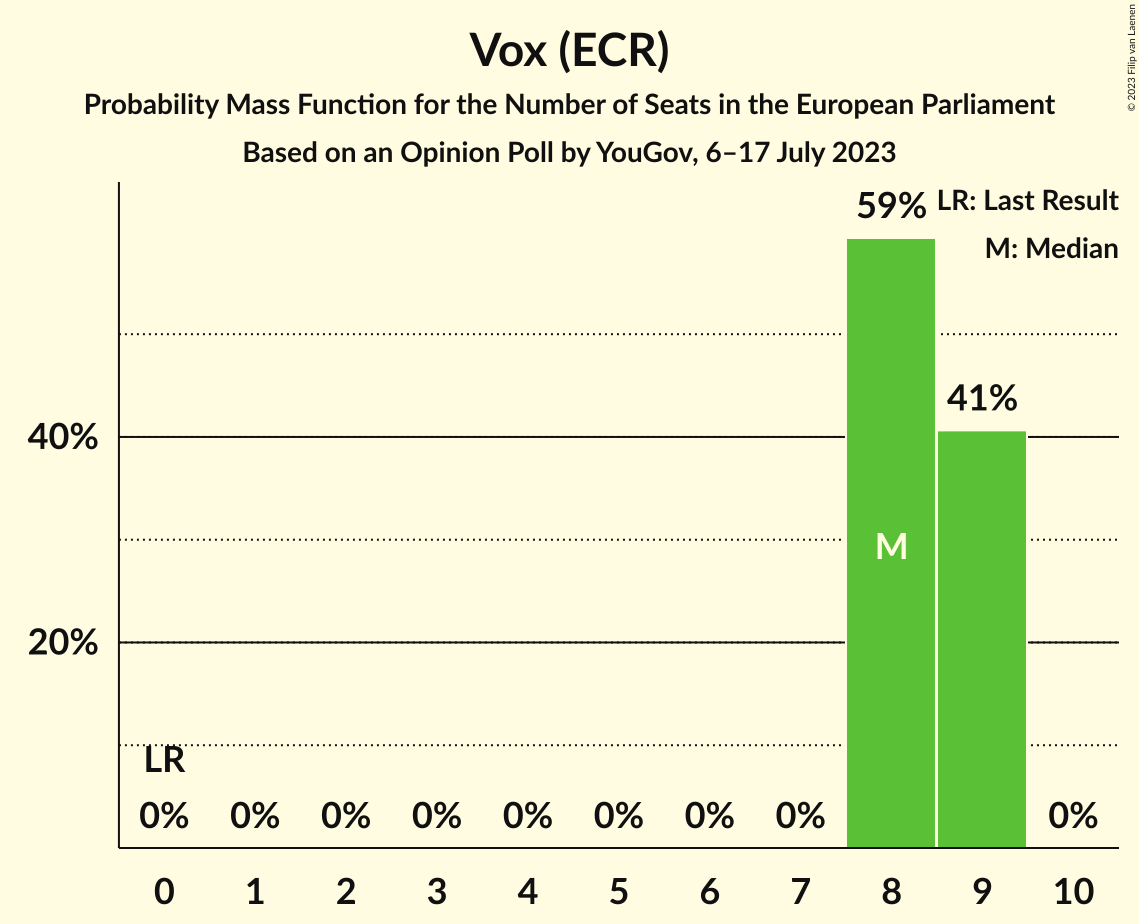 Vox (ECR)
Probability Mass Function for the Number of Seats in the European Parliament
Based on an Opinion Poll by YouGov, 6–17 July 2023
© 2023 Filip van Laenen
LR: Last Result
M: Median
59%
41%
40%
M
20%
LR
0% 0% 0% 0% 0% 0% 0% 0% 0%
0 1 2 3 4 5 6 7 8 9 10